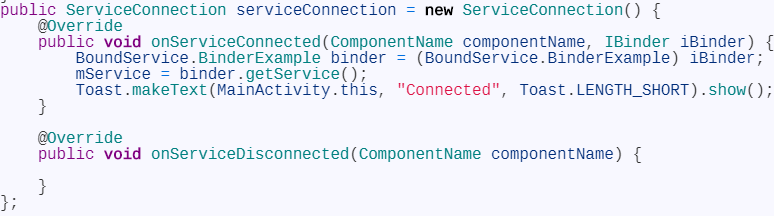 public ServiceConnection serviceConnection = new ServiceConnection() {
    @Override
    public void onServiceConnected(ComponentName componentName, IBinder iBinder) {
        BoundService.BinderExample binder = (BoundService.BinderExample) iBinder;
        mService = binder.getService();
        Toast.makeText(MainActivity.this, "Connected", Toast.LENGTH_SHORT).show();
    }

    @Override
    public void onServiceDisconnected(ComponentName componentName) {

    }
};